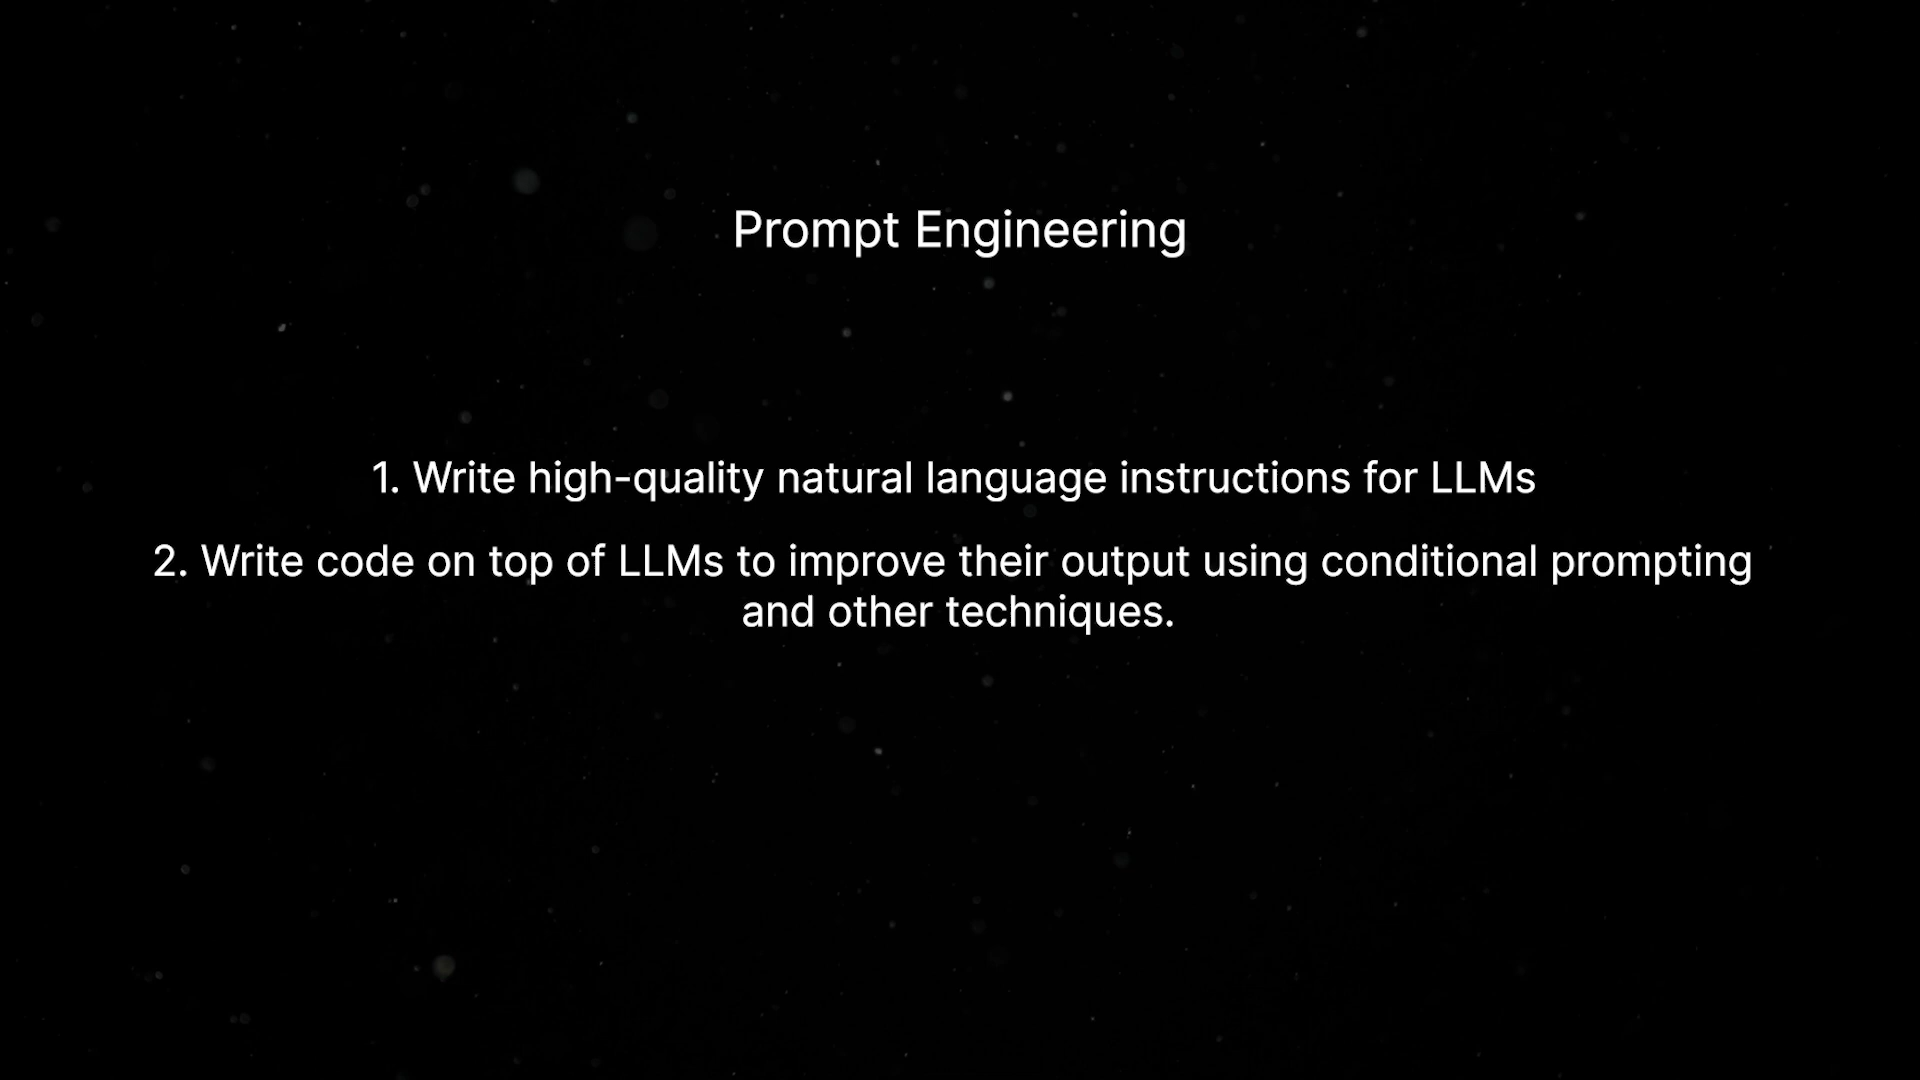 Prompt Engineering
1. Write high-quality natural language instructions for LLMs
2. Write code on top of LLMs to improve their output using conditional prompting
and other techniques.